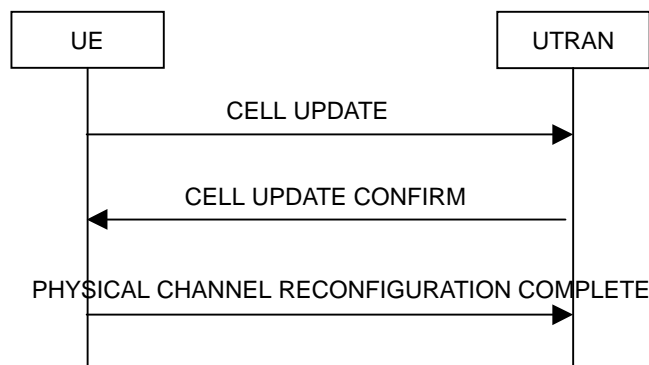 UE
UTRAN
CELL UPDATE
CELL UPDATE CONFIRM
PHYSICAL CHANNEL RECONFIGURATION COMPLETE